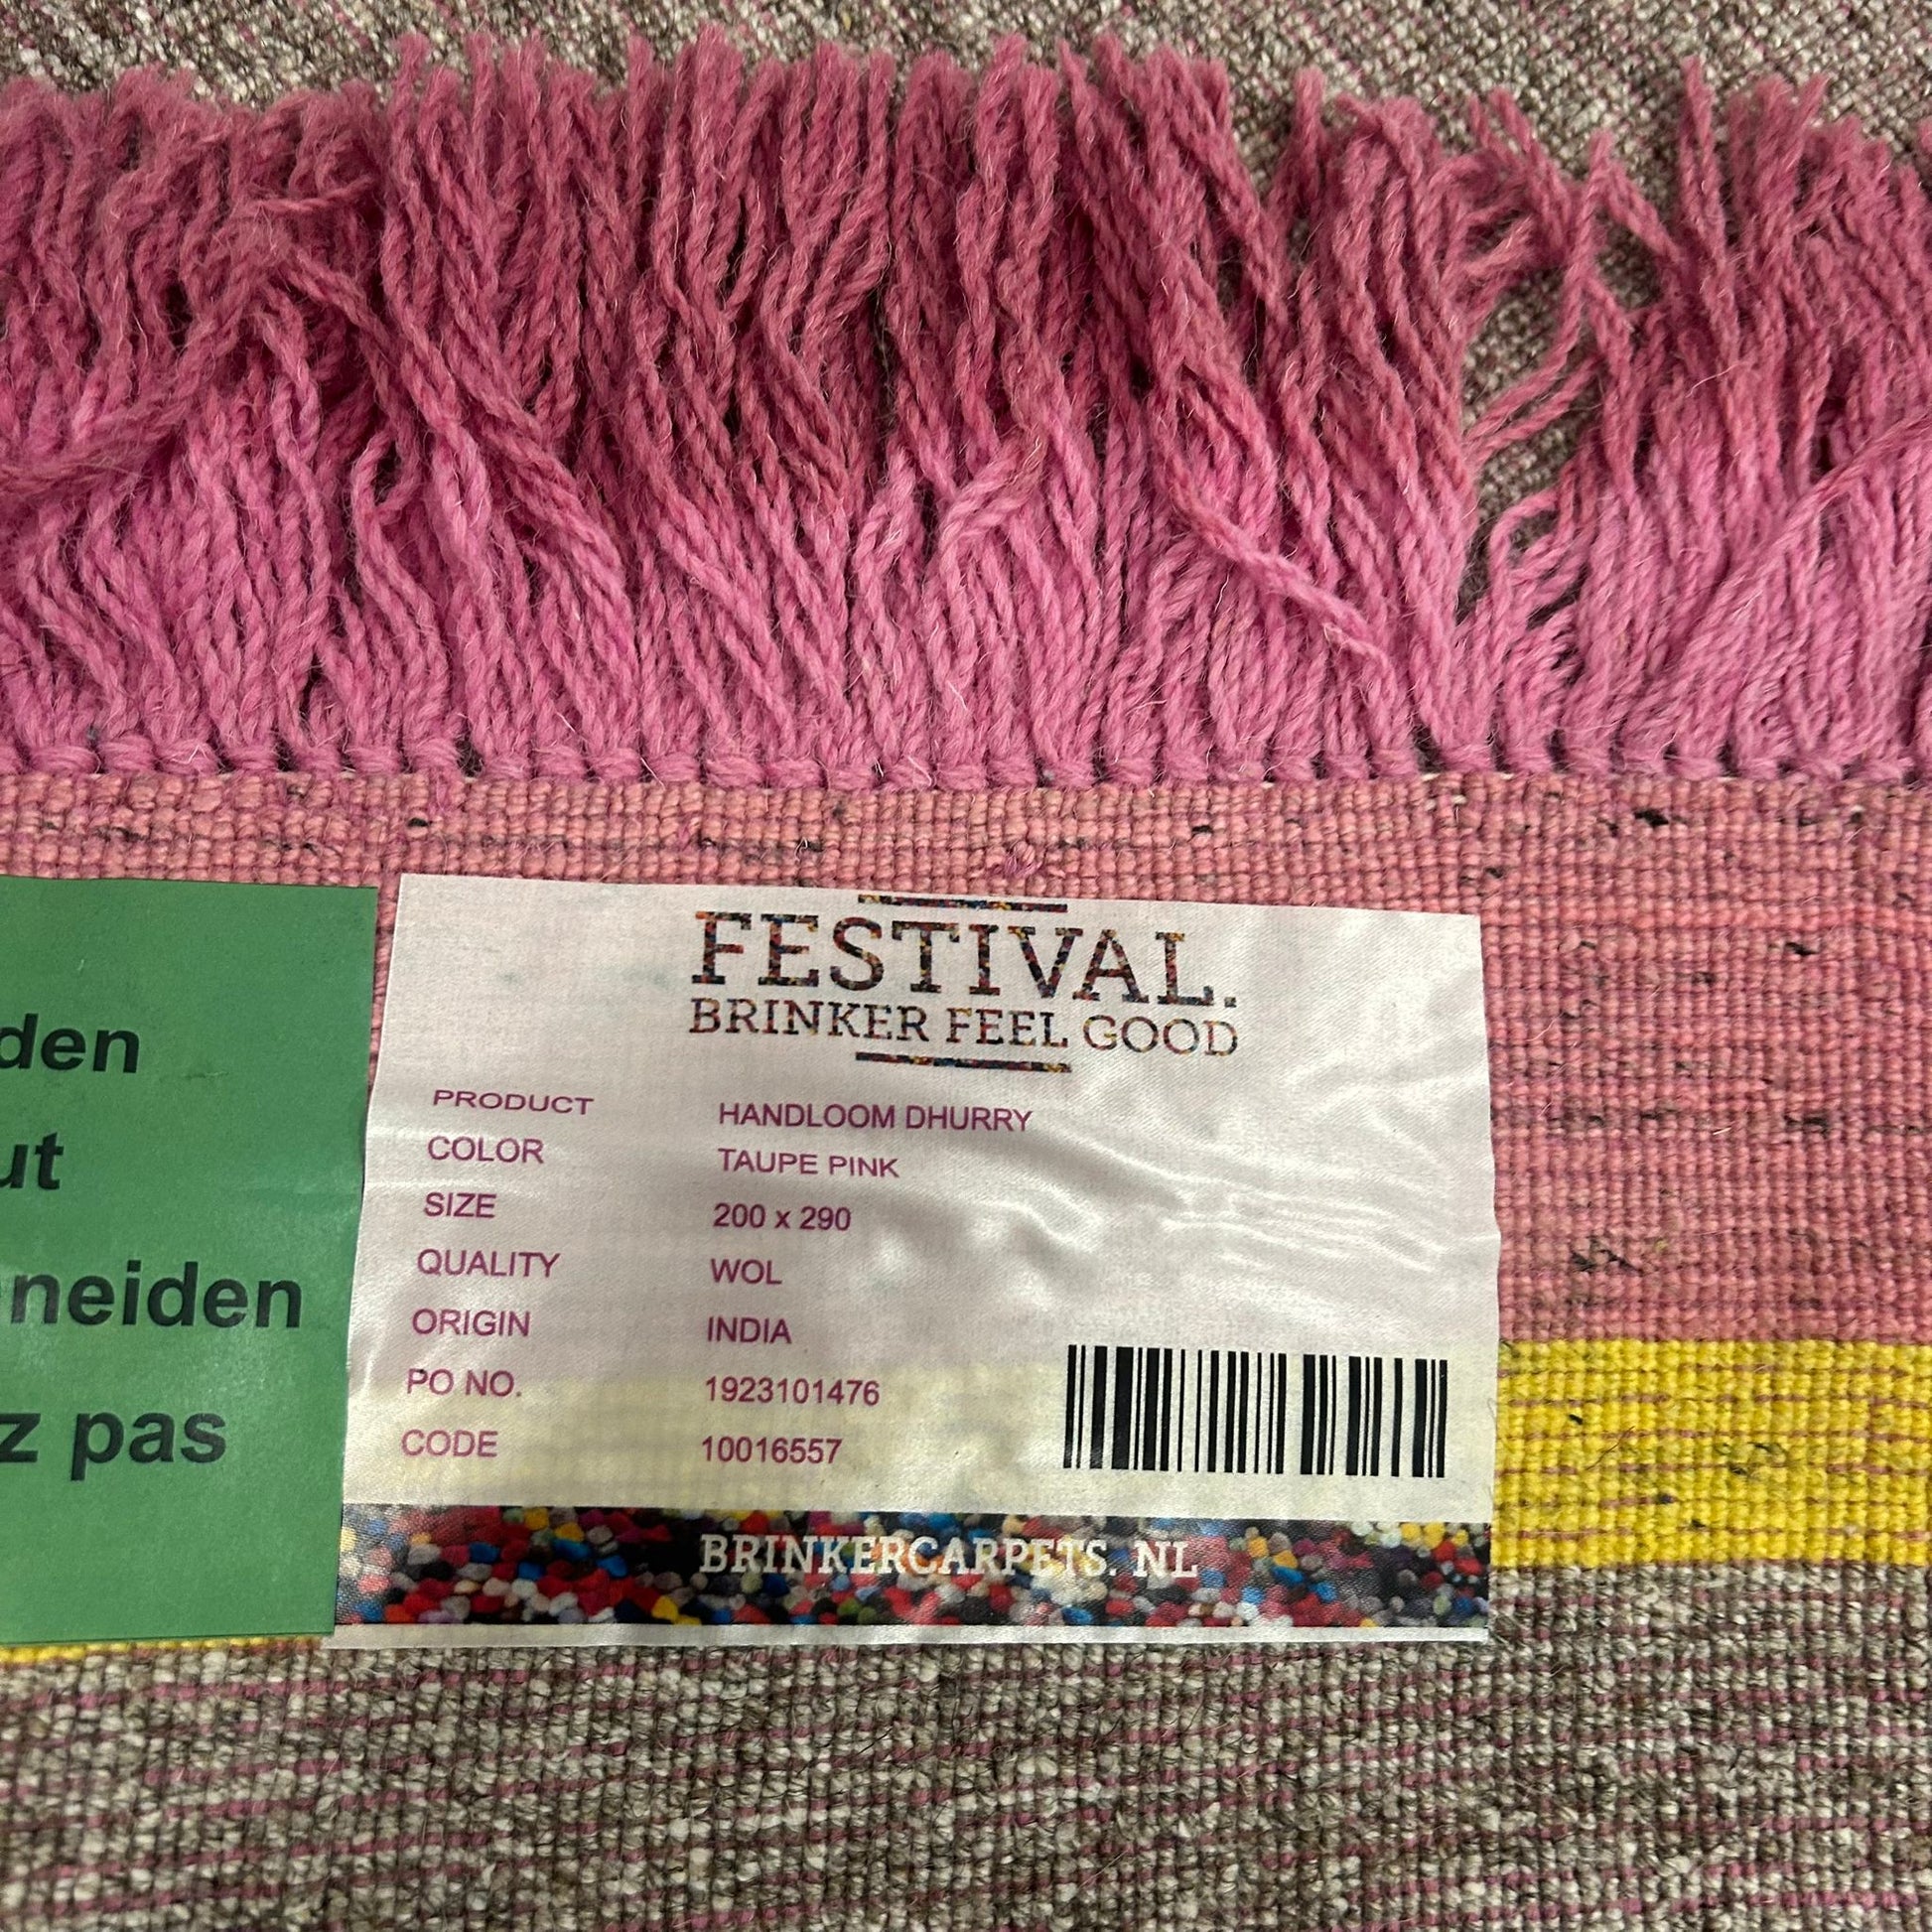 den
ut
neiden
z pas
FESTIVAL.
BRINKER FEEL GOOD
PRODUCT HANDLOOM DHURRY
COLOR TAUPE PINK
SIZE 200 x 290
QUALITY WOL
ORIGIN INDIA
PO NO. 1923101476
CODE 10016557
BRINKERCARPETS. NL